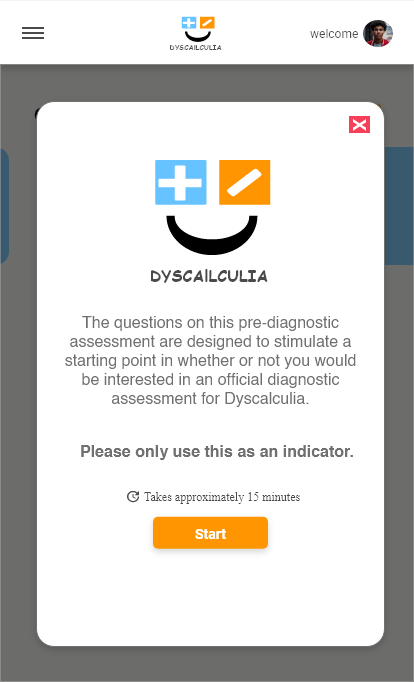 welcome
DYSCAlLCULIA
DYSCAlLCULIA
The questions on this pre-diagnostic
assessment are designed to stimulate a
starting point in whether or not you would
be interested in an official diagnostic
assessment for Dyscalculia.
Please only use this as an indicator.
Takes approximately 15 minutes
Start